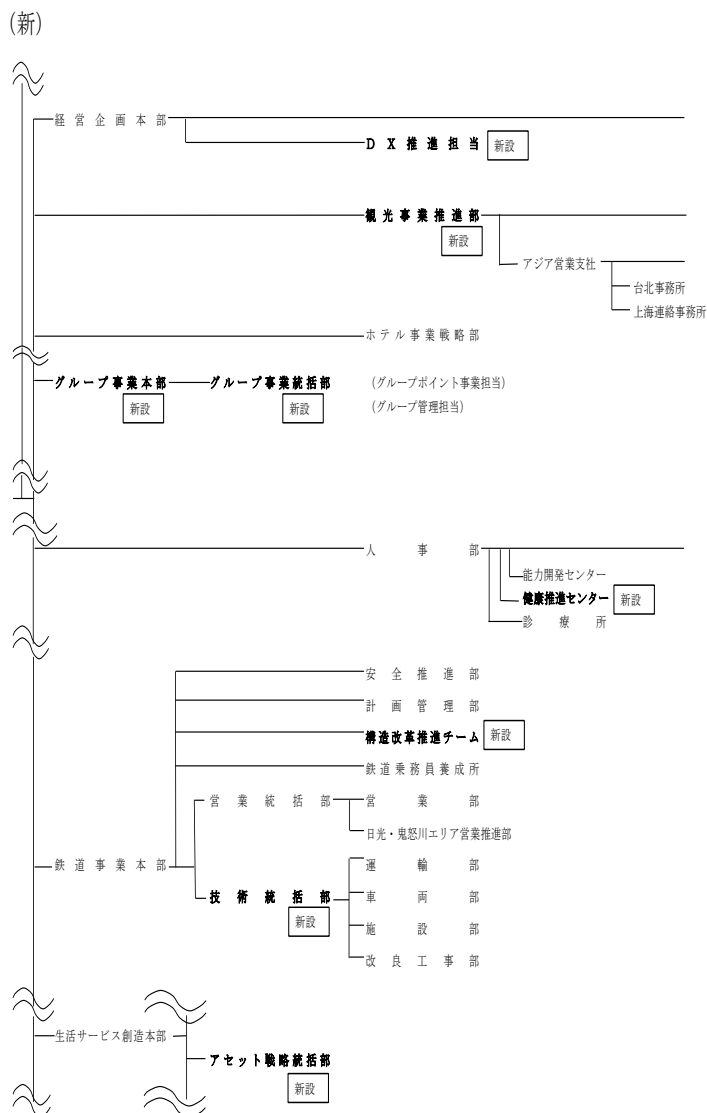 (新)
経営企画本部
DX推進担当 新設
観光事業推進部
新設
アジア営業支社
台北事務所
上海連絡事務所
ホテル事業戦略部
グループ事業本部 グループ事業統括部 (グループポイント事業担当)
新設 新設 (グループ管理担当)
人事部
能力開発センター
健康推進センター 新設
診療所
安全推進部
計画管理部
構造改革推進チーム 新設
鉄道乗務員養成所
営業統括部 営業部
日光・鬼怒川エリア営業推進部
鉄道事業本部 運輸部
技術統括部 車両部
新設 施設部
改良工事部
生活サービス創造本部
アセット戦略統括部
新設